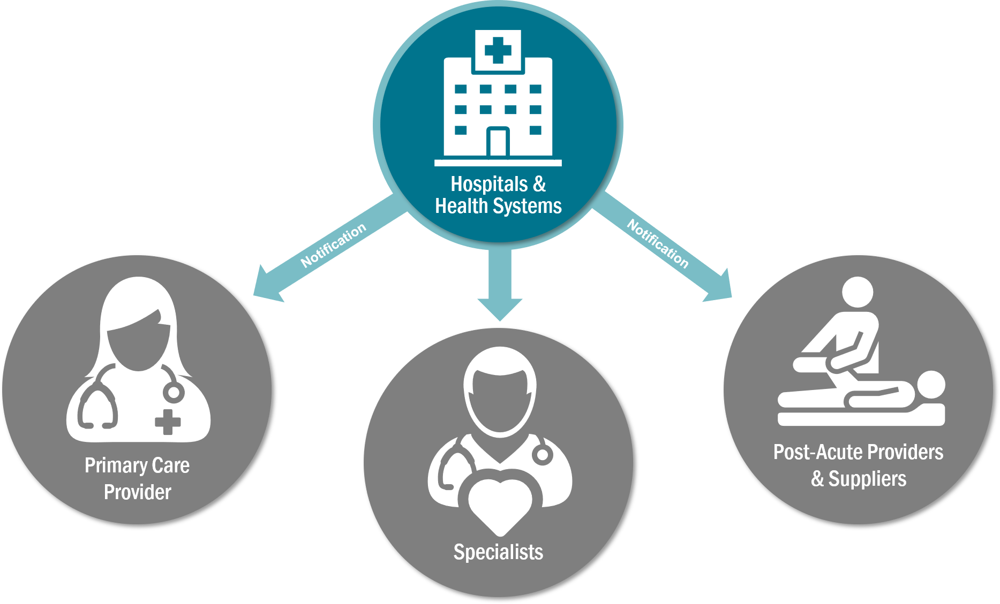 Hospitals &
Health Systems
Notification
Notification
Primary Care
Provider
Specialists
Post-Acute Providers
& Suppliers